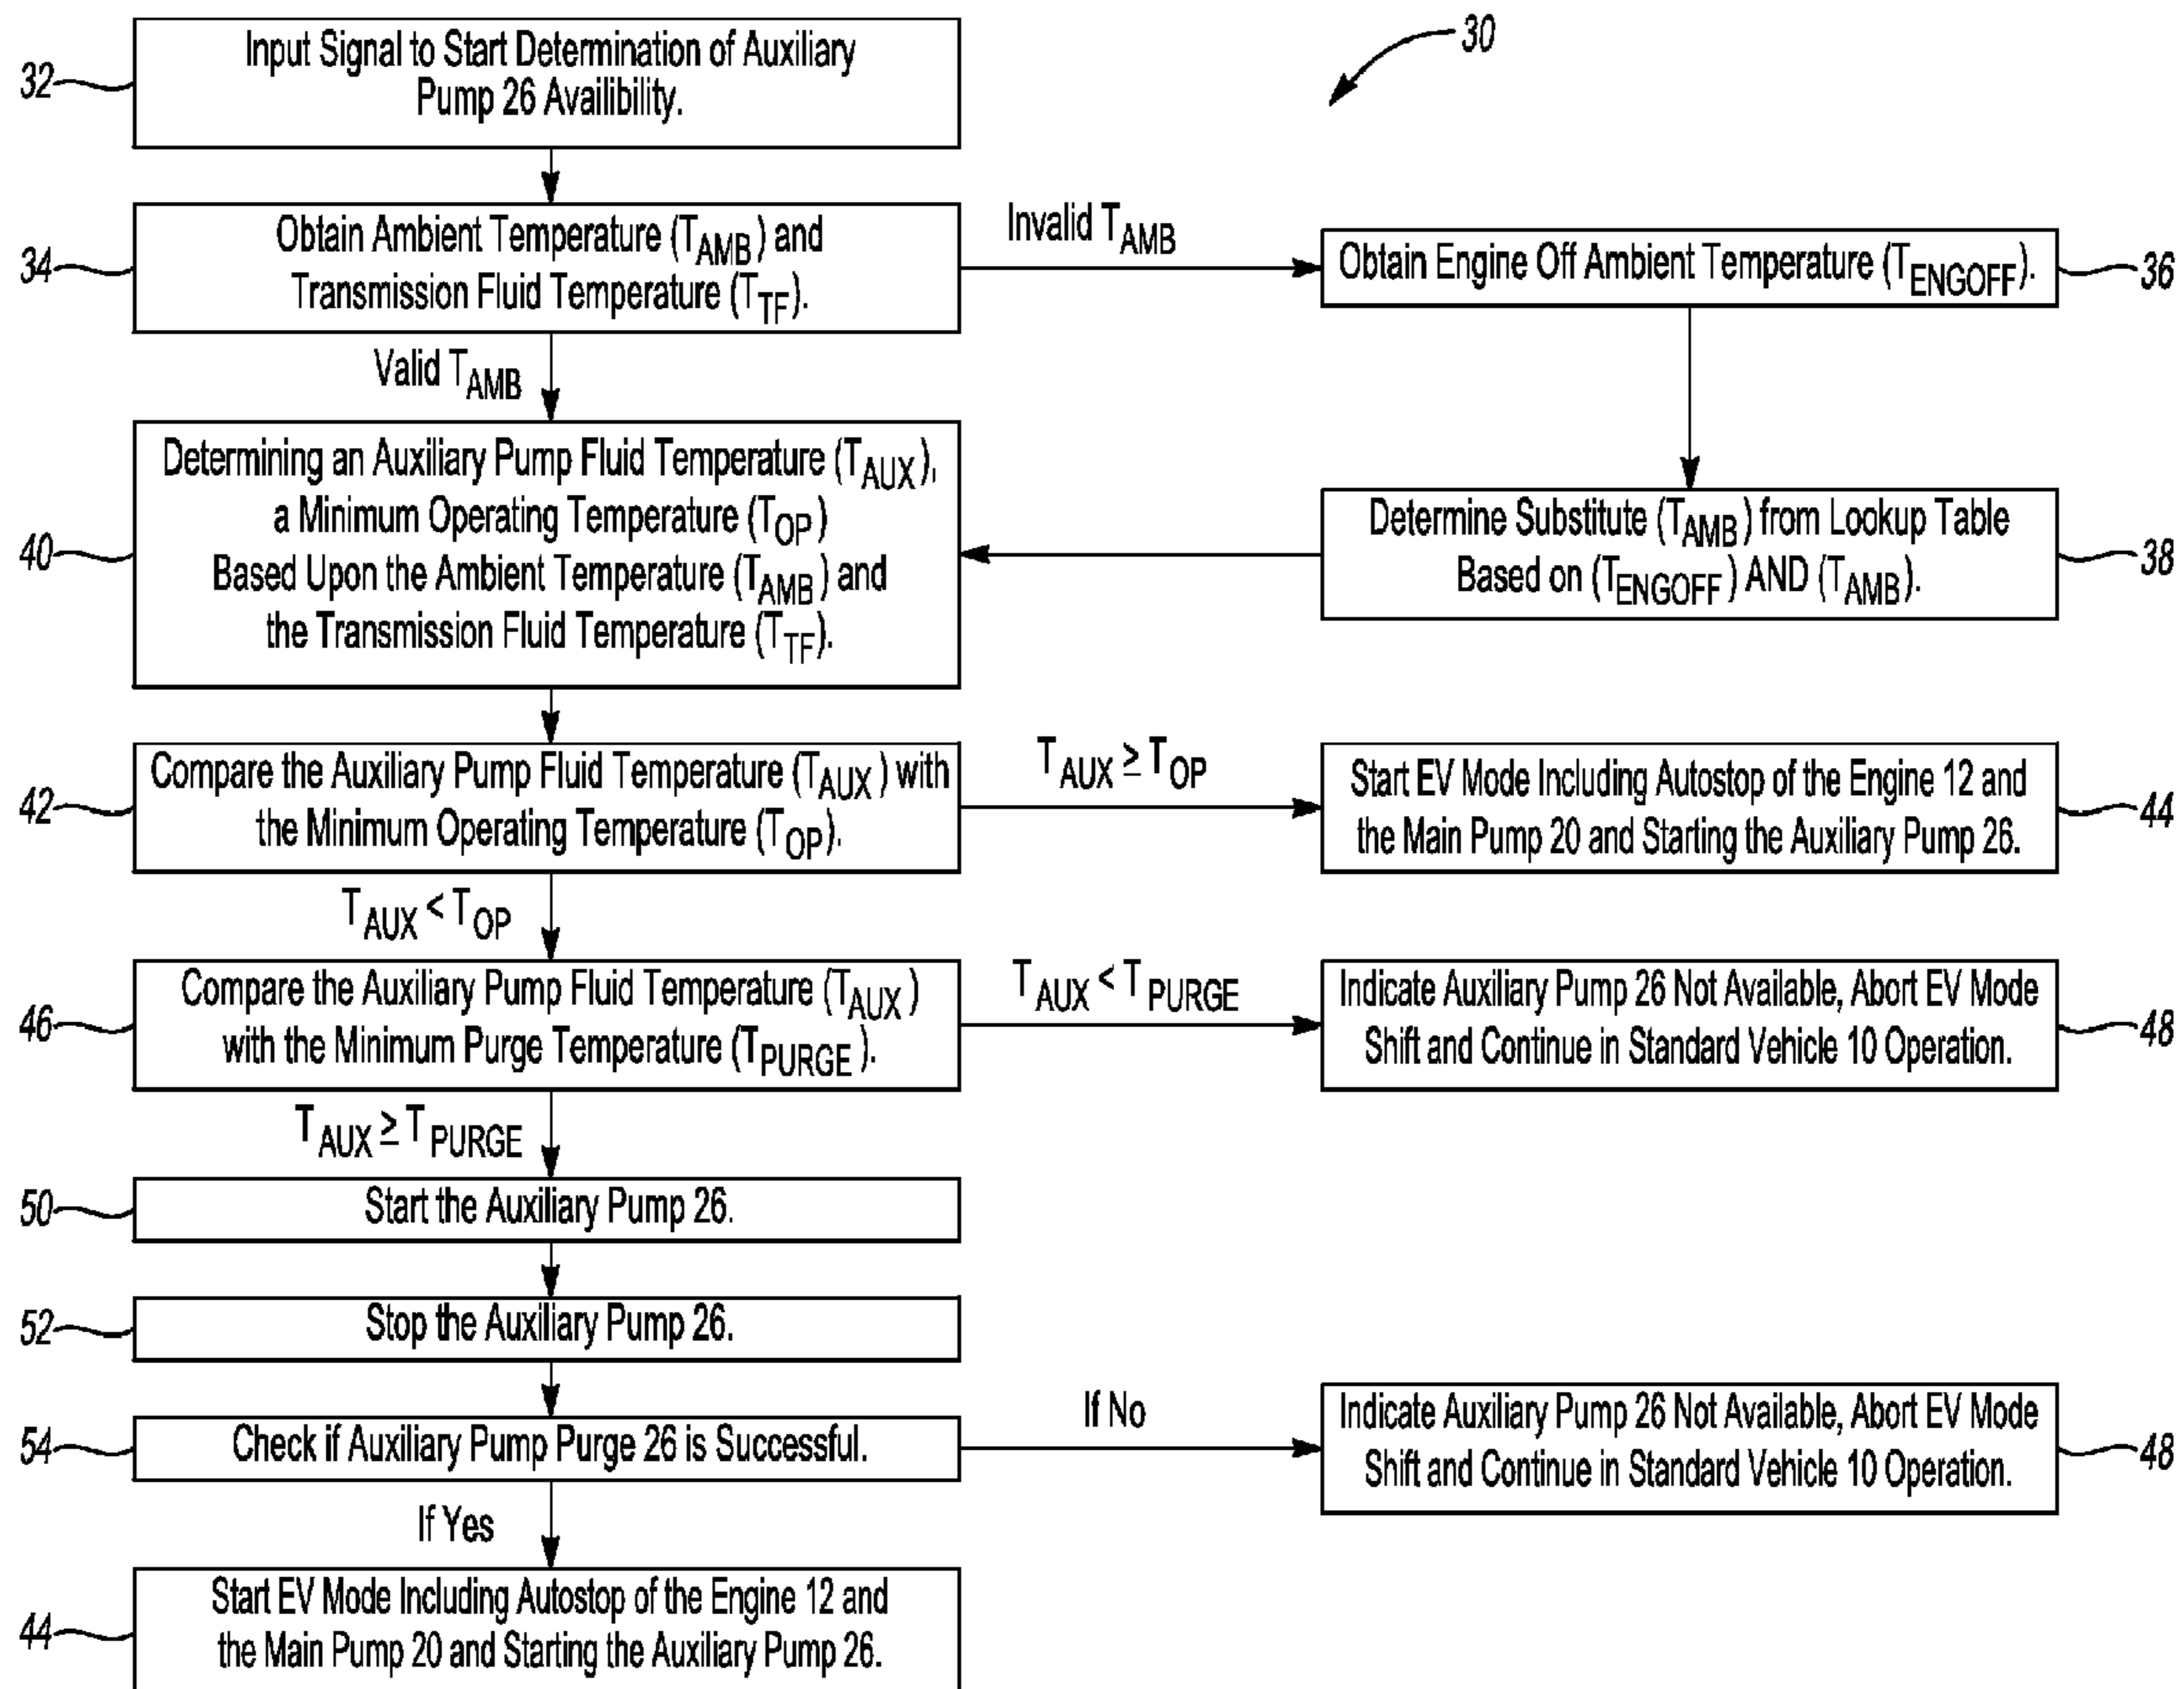 30
32
Input Signal to Start Determination of Auxiliary
Pump 26 Availibility.
34
Obtain Ambient Temperature (TAMB) and
Transmission Fluid Temperature (TTF).
Invalid TAMB
Obtain Engine Off Ambient Temperature (TENGOFF).
36
Valid TAMB
40
Determining an Auxiliary Pump Fluid Temperature (TAUX),
a Minimum Operating Temperature (TOP)
Based Upon the Ambient Temperature (TAMB) and
the Transmission Fluid Temperature (TTF).
Determine Substitute (TAMB) from Lookup Table
Based on (TENGOFF) AND (TAMB).
38
42
Compare the Auxiliary Pump Fluid Temperature (TAUX) with
the Minimum Operating Temperature (TOP).
TAUX ≥ TOP
Start EV Mode Including Autostop of the Engine 12 and
the Main Pump 20 and Starting the Auxiliary Pump 26.
44
TAUX < TOP
46
Compare the Auxiliary Pump Fluid Temperature (TAUX)
with the Minimum Purge Temperature (TPURGE).
TAUX < TPURGE
Indicate Auxiliary Pump 26 Not Available, Abort EV Mode
Shift and Continue in Standard Vehicle 10 Operation.
48
TAUX ≥ TPURGE
50
Start the Auxiliary Pump 26.
52
Stop the Auxiliary Pump 26.
54
Check if Auxiliary Pump Purge 26 is Successful.
If No
Indicate Auxiliary Pump 26 Not Available, Abort EV Mode
Shift and Continue in Standard Vehicle 10 Operation.
48
If Yes
44
Start EV Mode Including Autostop of the Engine 12 and
the Main Pump 20 and Starting the Auxiliary Pump 26.